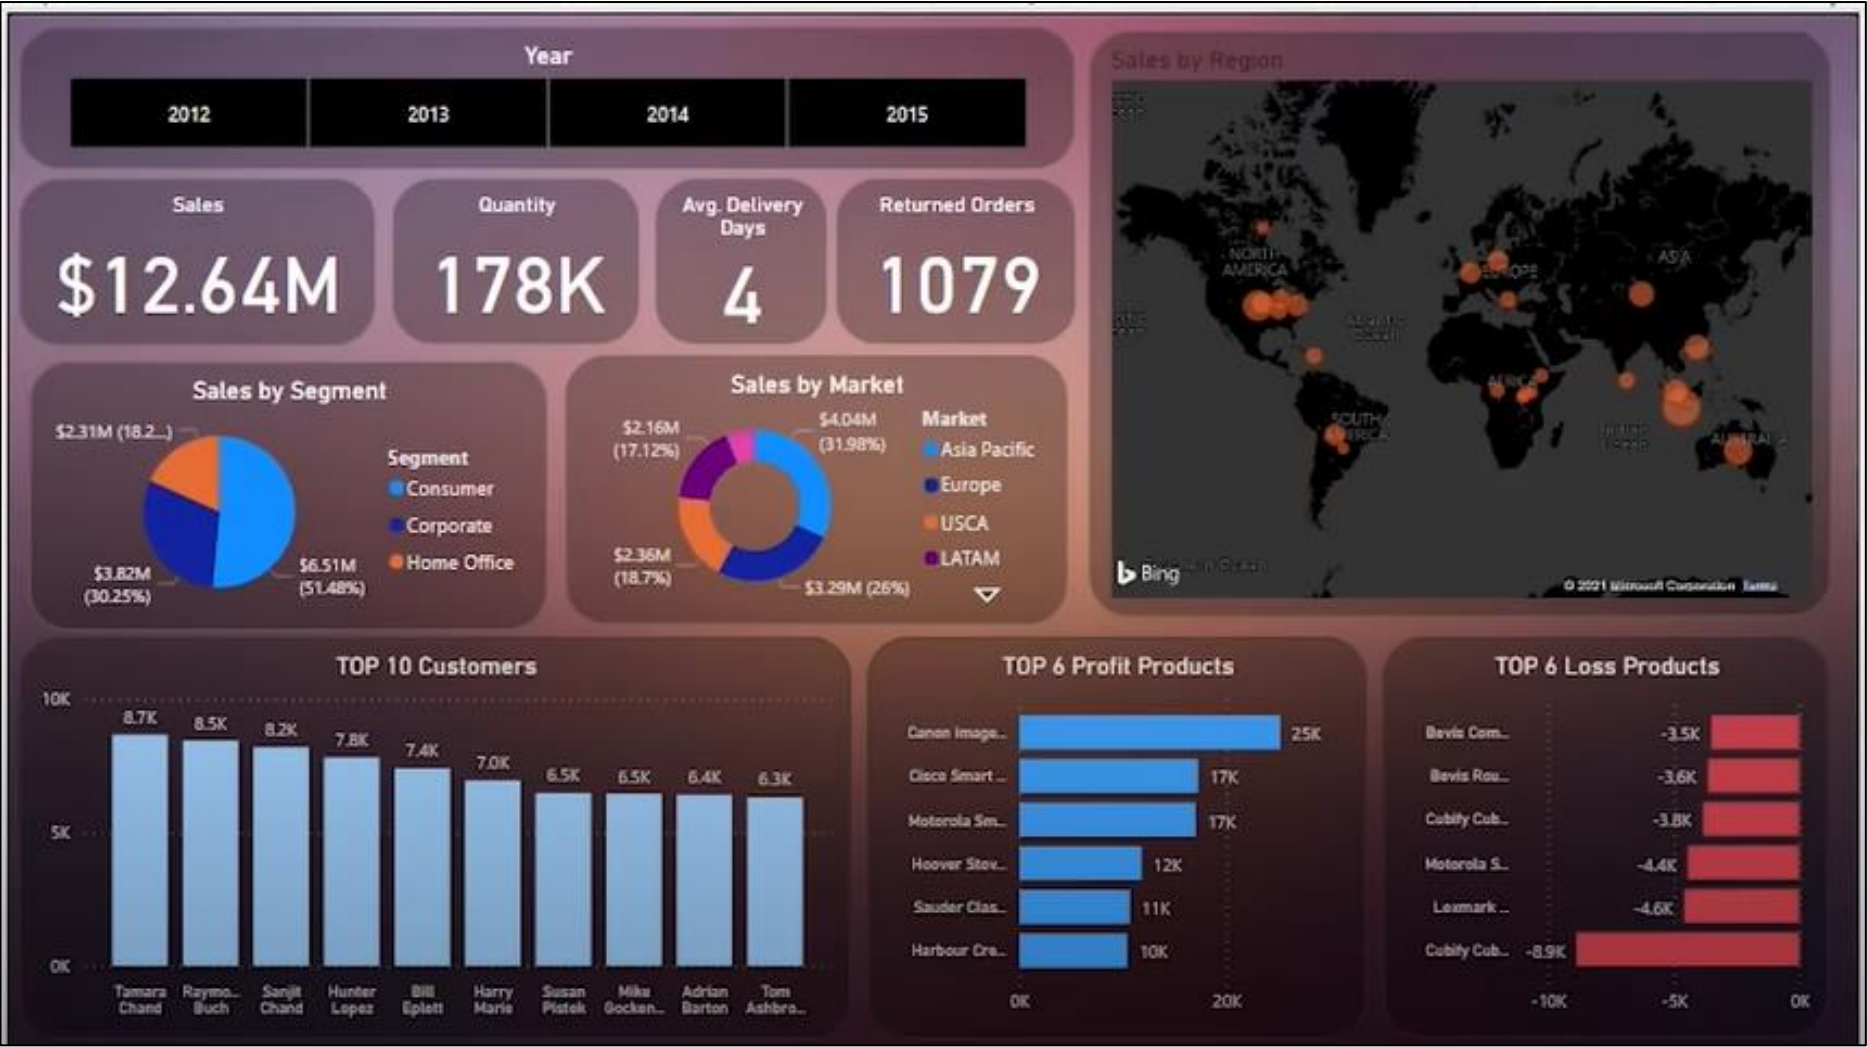 Year
2012 2013 2014 2015
Sales
$12.64M
Quantity
178K
Avg. Delivery
Days
4
Returned Orders
1079
Sales by Region
NORTH
AMERICA
EUROPE
ASIA
AFRICA
SOUTH
AUSTRALIA
Bing
© 2021 Microsoft Corporation Terms
Sales by Segment
$2.31M (18.2...)
$3.82M
(30.25%)
$6.51M
(51.48%)
Segment
Consumer
Corporate
Home Office
Sales by Market
$2.16M
(17.12%)
$4.04M
(31.98%)
$2.36M
(18.7%)
$3.29M (26%)
Market
Asia Pacific
Europe
USCA
LATAM
TOP 10 Customers
10K
5K
0K
8.7K 8.5K 8.2K 7.8K 7.4K 7.0K 6.5K 6.5K 6.4K 6.3K
Tamara Raymo... Sanjit Hunter Bill Harry Susan Mike Adrian Tom
Chand Buch Chand Lopez Eplett Marie Pistek Gocken... Barton Ashbro...
TOP 6 Profit Products
Canon Image... 25K
Cisco Smart ... 17K
Motorola Sm... 17K
Hoover Stov... 12K
Sauder Clas... 11K
Harbour Cre... 10K
0K 20K
TOP 6 Loss Products
Bevis Com... -3.5K
Bevis Rou... -3.6K
Cubify Cub... -3.8K
Motorola S... -4.4K
Lexmark ... -4.6K
Cubify Cub... -8.9K
-10K -5K 0K